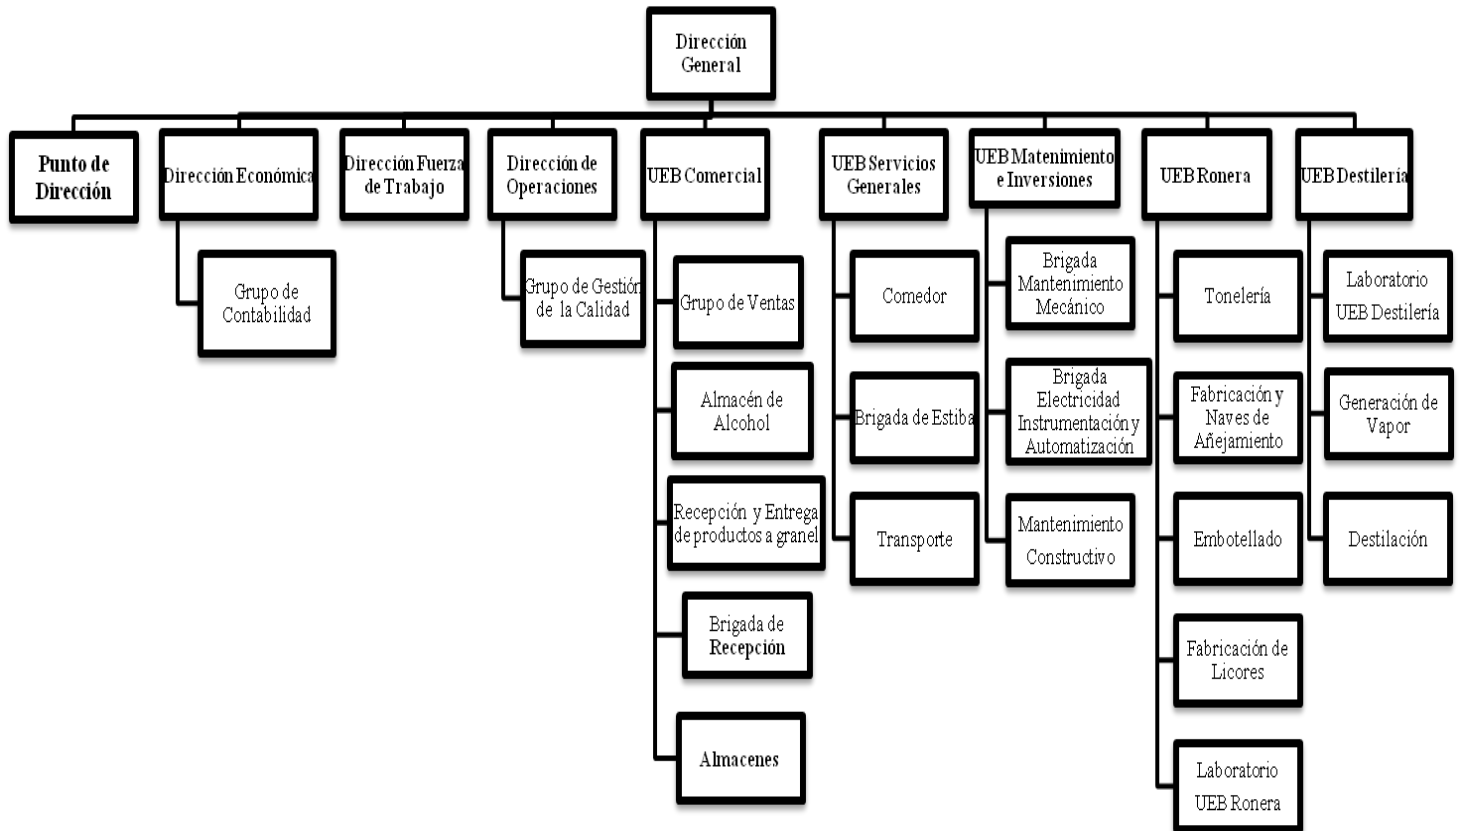 Dirección
General
Punto de
Dirección
Dirección Económica
Dirección Fuerza
de Trabajo
Dirección de
Operaciones
UEB Comercial
UEB Servicios
Generales
UEB Matenimiento
e Inversiones
UEB Ronera
UEB Destilería
Grupo de
Contabilidad
Grupo de Gestión
de la Calidad
Grupo de Ventas
Almacén de
Alcohol
Recepción y Entrega
de productos a granel
Brigada de
Recepción
Almacenes
Comedor
Brigada de Estiba
Transporte
Brigada
Mantenimiento
Mecánico
Brigada
Electricidad
Instrumentación y
Automatización
Mantenimiento
Constructivo
Tonelería
Fabricación y
Naves de
Añejamiento
Embotellado
Fabricación de
Licores
Laboratorio
UEB Ronera
Laboratorio
UEB Destilería
Generación de
Vapor
Destilación